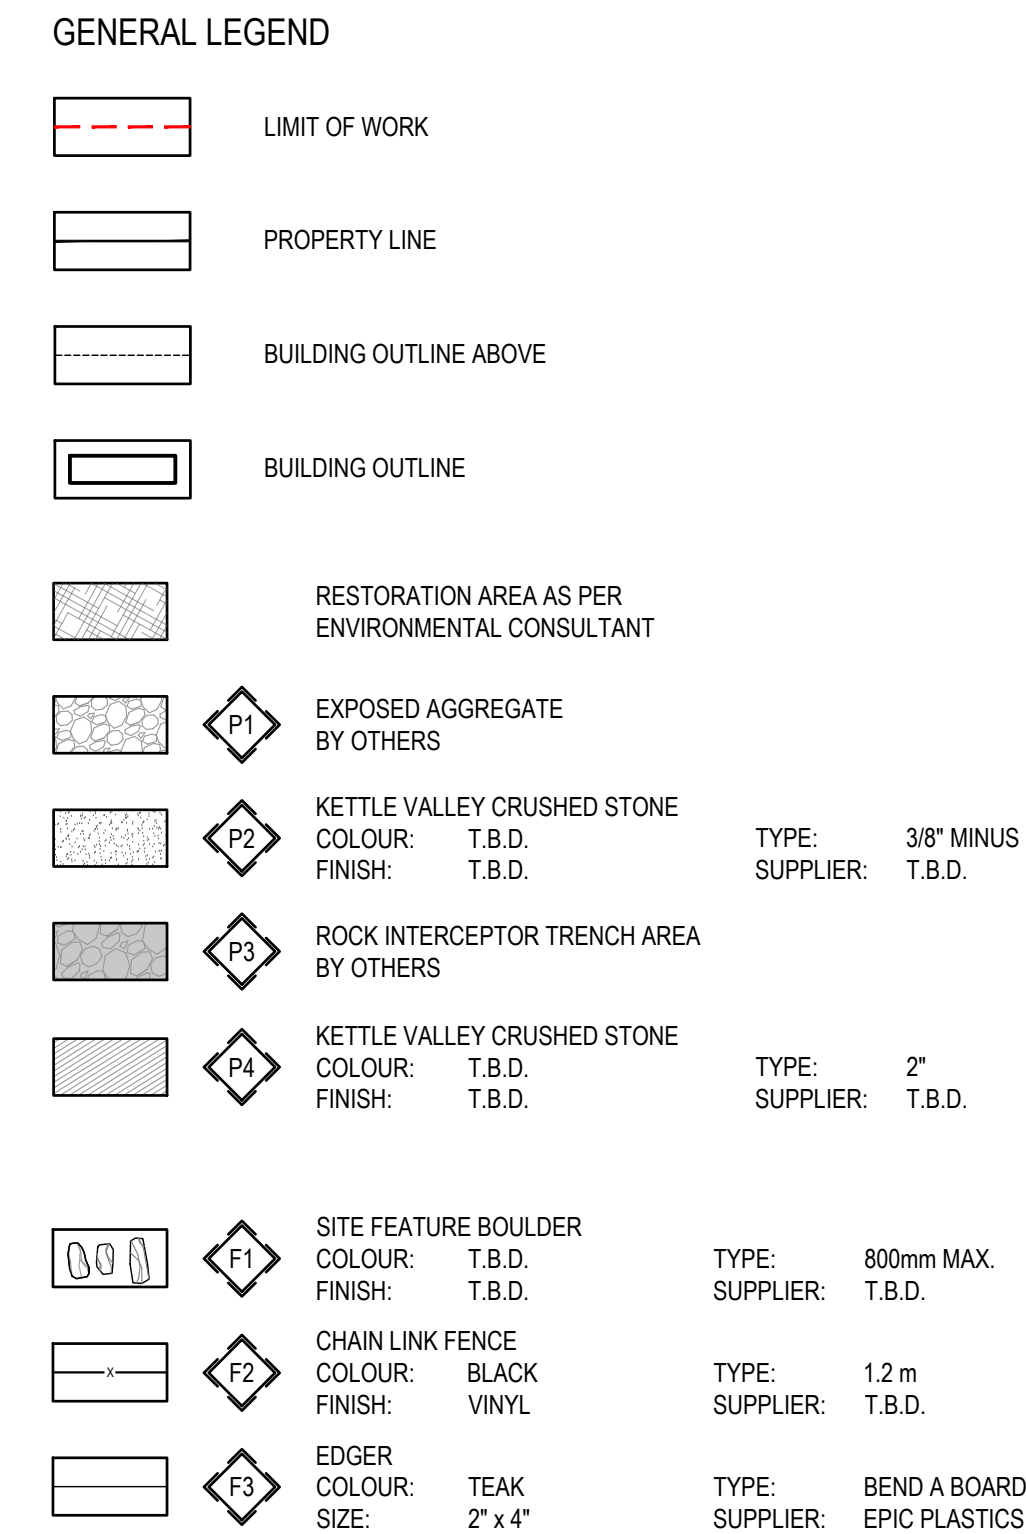 GENERAL LEGEND
LIMIT OF WORK
PROPERTY LINE
BUILDING OUTLINE ABOVE
BUILDING OUTLINE
RESTORATION AREA AS PER
ENVIRONMENTAL CONSULTANT
P1 EXPOSED AGGREGATE
BY OTHERS
KETTLE VALLEY CRUSHED STONE
P2 COLOUR: T.B.D. TYPE: 3/8" MINUS
FINISH: T.B.D. SUPPLIER: T.B.D.
P3 ROCK INTERCEPTOR TRENCH AREA
BY OTHERS
KETTLE VALLEY CRUSHED STONE
P4 COLOUR: T.B.D. TYPE: 2"
FINISH: T.B.D. SUPPLIER: T.B.D.
SITE FEATURE BOULDER
F1 COLOUR: T.B.D. TYPE: 800mm MAX.
FINISH: T.B.D. SUPPLIER: T.B.D.
CHAIN LINK FENCE
X F2 COLOUR: BLACK TYPE: 1.2 m
FINISH: VINYL SUPPLIER: T.B.D.
EDGER
F3 COLOUR: TEAK TYPE: BEND A BOARD
SIZE: 2" x 4" SUPPLIER: EPIC PLASTICS